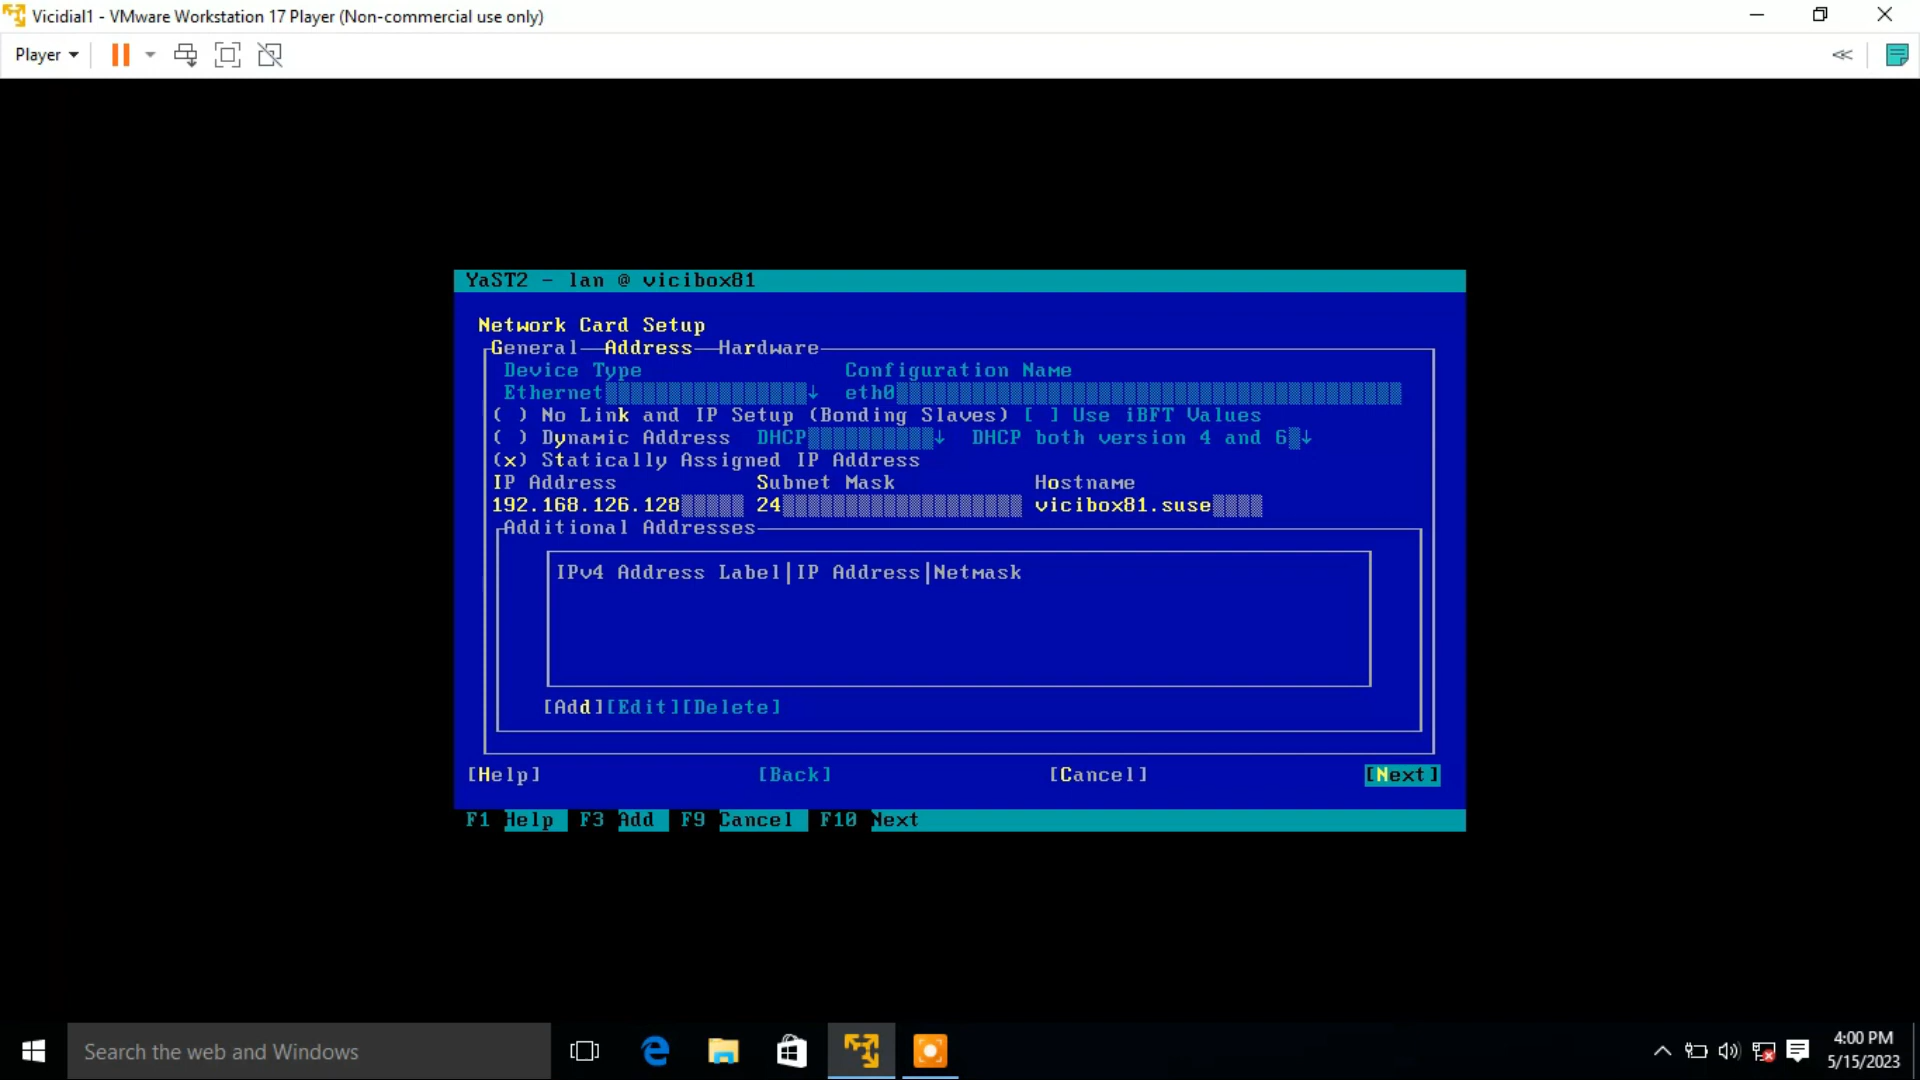 Vicidial1 - VMware Workstation 17 Player (Non-commercial use only)
Player
YaST2 - lan @ vicibox81
Network Card Setup
General Address Hardware
Device Type Configuration Name
Ethernet eth0
( ) No Link and IP Setup (Bonding Slaves) [ ] Use iBFT Values
( ) Dynamic Address DHCP DHCP both version 4 and 6
(x) Statically Assigned IP Address
IP Address Subnet Mask Hostname
192.168.126.128 24 vicibox81.suse
Additional Addresses
IPv4 Address Label|IP Address|Netmask
[Add][Edit][Delete]
[Help] [Back] [Cancel] [Next]
F1 Help F3 Add F9 Cancel F10 Next
Search the web and Windows
4:00 PM
5/15/2023